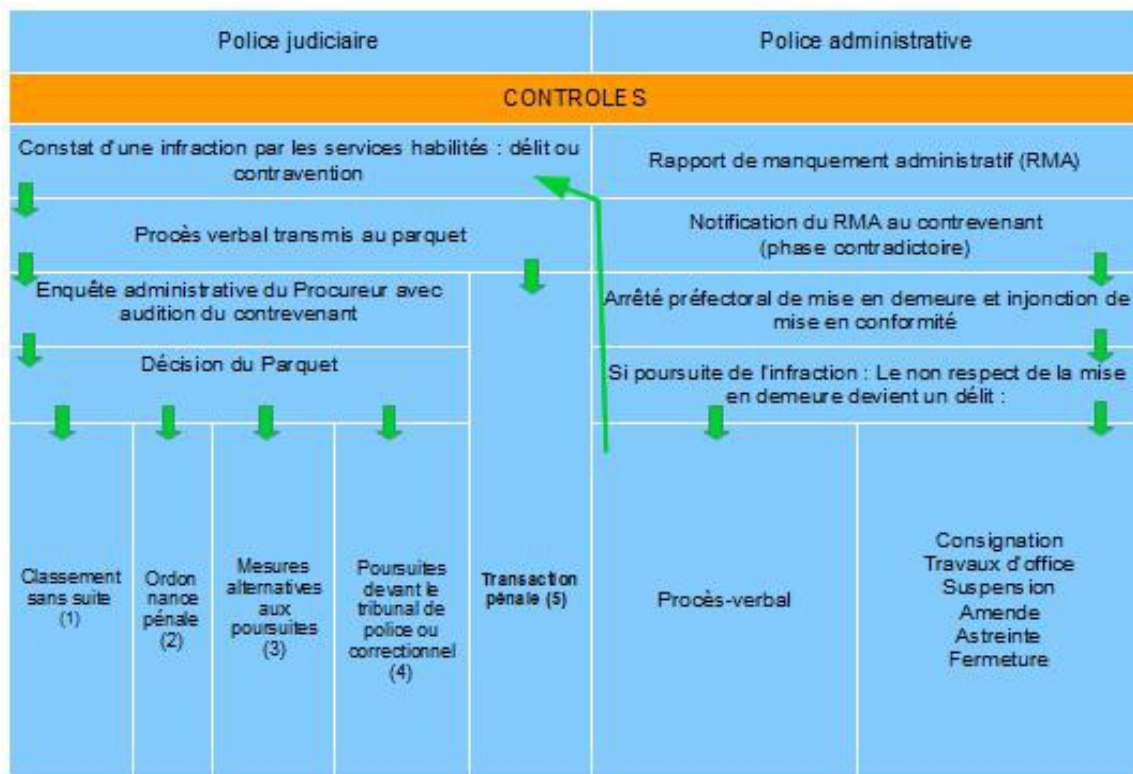 Police judiciaire
Police administrative
CONTROLES
Constat d'une infraction par les services habilités : délit ou
contravention
Rapport de manquement administratif (RMA)
Procès verbal transmis au parquet
Notification du RMA au contrevenant
(phase contradictoire)
Enquête administrative du Procureur avec
audition du contrevenant
Arrêté préfectoral de mise en demeure et injonction de
mise en conformité
Décision du Parquet
Si poursuite de l'infraction : Le non respect de la mise
en demeure devient un délit :
Classement
sans suite
(1)
Ordon
nance
pénale
(2)
Mesures
alternatives
aux
poursuites
(3)
Poursuites
devant le
tribunal de
police ou
correctionnel
(4)
Transaction
pénale (5)
Procès-verbal
Consignation
Travaux d'office
Suspension
Amende
Astreinte
Fermeture